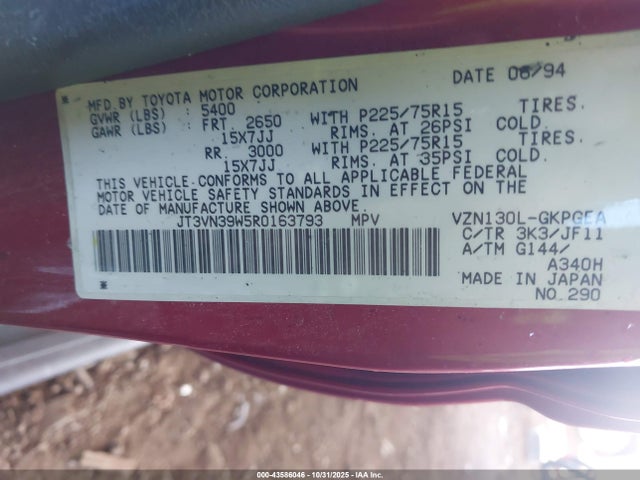 MFD. BY TOYOTA MOTOR CORPORATION DATE 06/94
GVWR (LBS) 5400
GAWR (LBS) FRT 2650 WITH P225/75R15 TIRES.
15X7JJ RIMS. AT 26PSI COLD.
RR 3000 WITH P225/75R15 TIRES.
15X7JJ RIMS. AT 35PSI COLD.
THIS VEHICLE CONFORMS TO ALL APPLICABLE FEDERAL
MOTOR VEHICLE SAFETY STANDARDS IN EFFECT ON THE
DATE OF MANUFACTURE SHOWN ABOVE.
JT3VN39W5R0163793 MPV VZN130L-GKPGEA
C/TR 3K3/JF11
A/TM G144/
A340H
MADE IN JAPAN
NO. 290
00-43586046 | 10/31/2025 | IAA Inc.